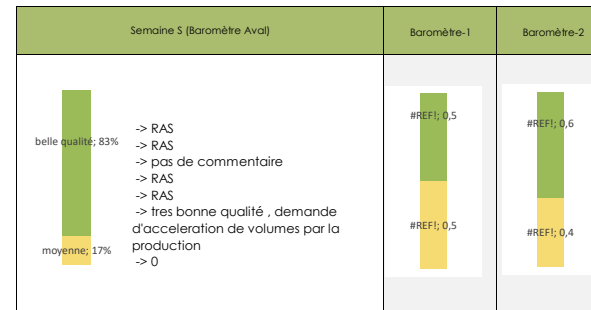 Semaine S (Baromètre Aval)
Baromètre-1
Baromètre-2
belle qualité; 83%
moyenne; 17%
-> RAS
-> RAS
-> pas de commentaire
-> RAS
-> RAS
-> tres bonne qualité , demande
d'acceleration de volumes par la
production
-> 0
#REF!; 0,5
#REF!; 0,5
#REF!; 0,6
#REF!; 0,4